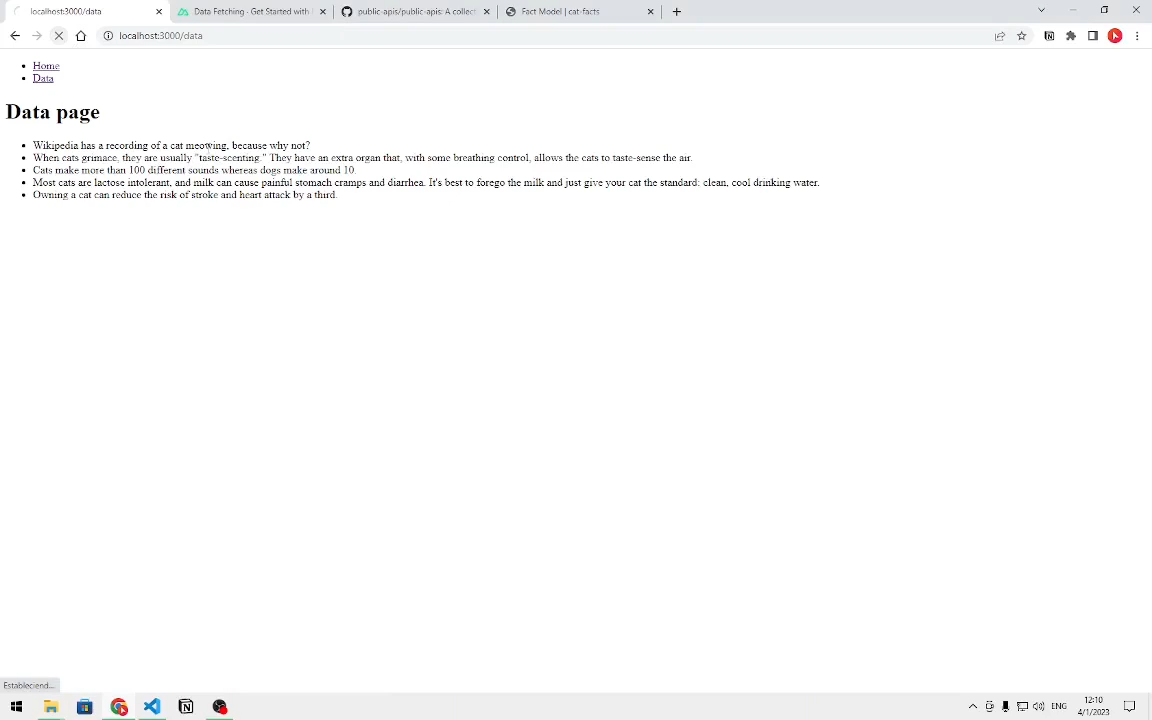 localhost:3000/data
Data Fetching - Get Started with
public-apis/public-apis: A collect
Fact Model | cat-facts
localhost:3000/data
Home
Data
Data page
Wikipedia has a recording of a cat meowing, because why not?
When cats grimace, they are usually "taste-scenting." They have an extra organ that, with some breathing control, allows the cats to taste-sense the air.
Cats make more than 100 different sounds whereas dogs make around 10.
Most cats are lactose intolerant, and milk can cause painful stomach cramps and diarrhea. It's best to forego the milk and just give your cat the standard: clean, cool drinking water.
Owning a cat can reduce the risk of stroke and heart attack by a third.
Estableciend...
ENG
12:10
4/1/2023